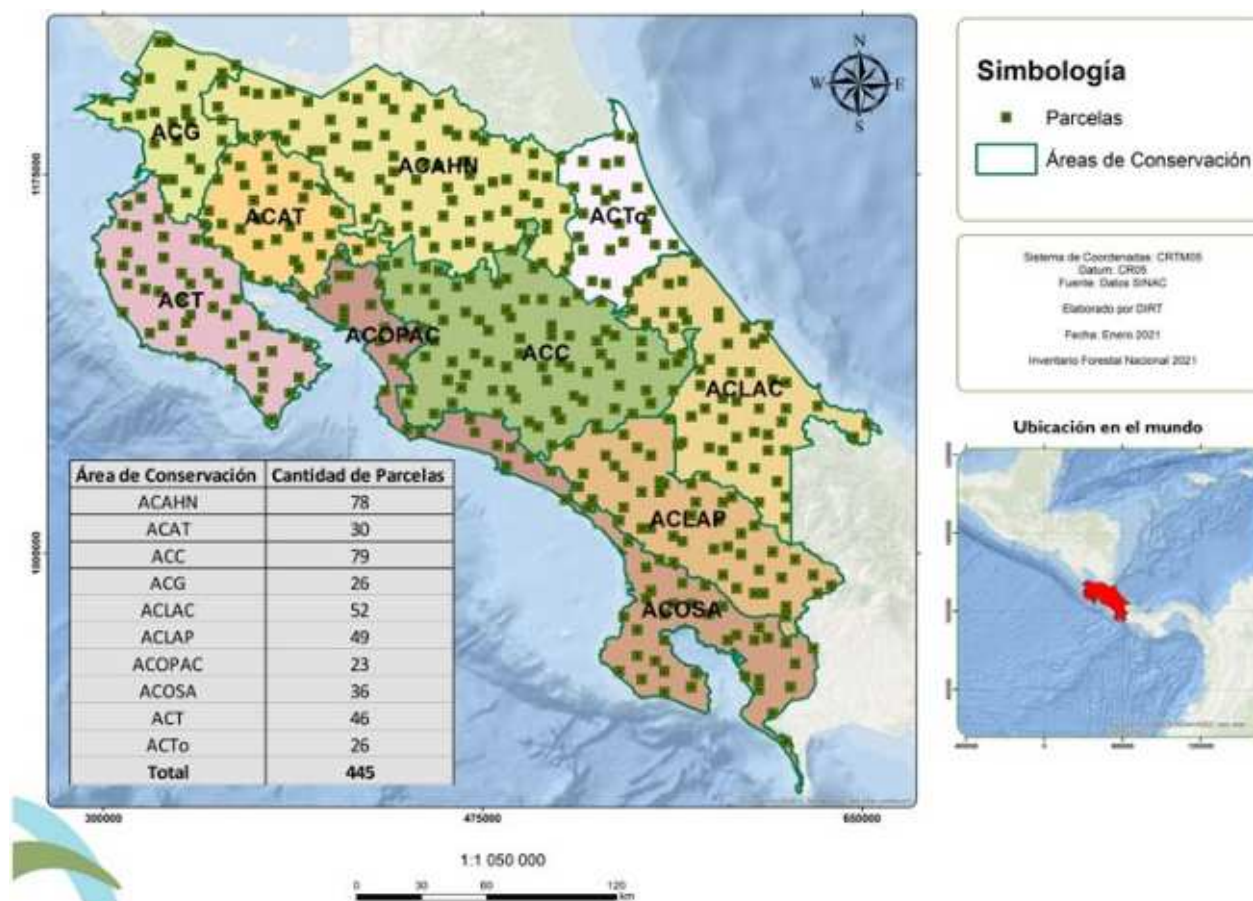 N
W
E
S
ACG
ACAHN
ACAT
ACTo
ACT
ACOPAC
ACC
ACLAC
ACLAP
ACOSA
Área de Conservación Cantidad de Parcelas
ACAHN 78
ACAT 30
ACC 79
ACG 26
ACLAC 52
ACLAP 49
ACOPAC 23
ACOSA 36
ACT 46
ACTo 26
Total 445
1175000
300000 475000 650000
1:1 050 000
0 30 60 120
km
Simbología
Parcelas
Áreas de Conservación
Sistema de Coordenadas: CRTM05
Datum: CR05
Fuente: Datos SINAC
Elaborado por DIRT
Fecha: Enero 2021
Inventario Forestal Nacional 2021
Ubicación en el mundo